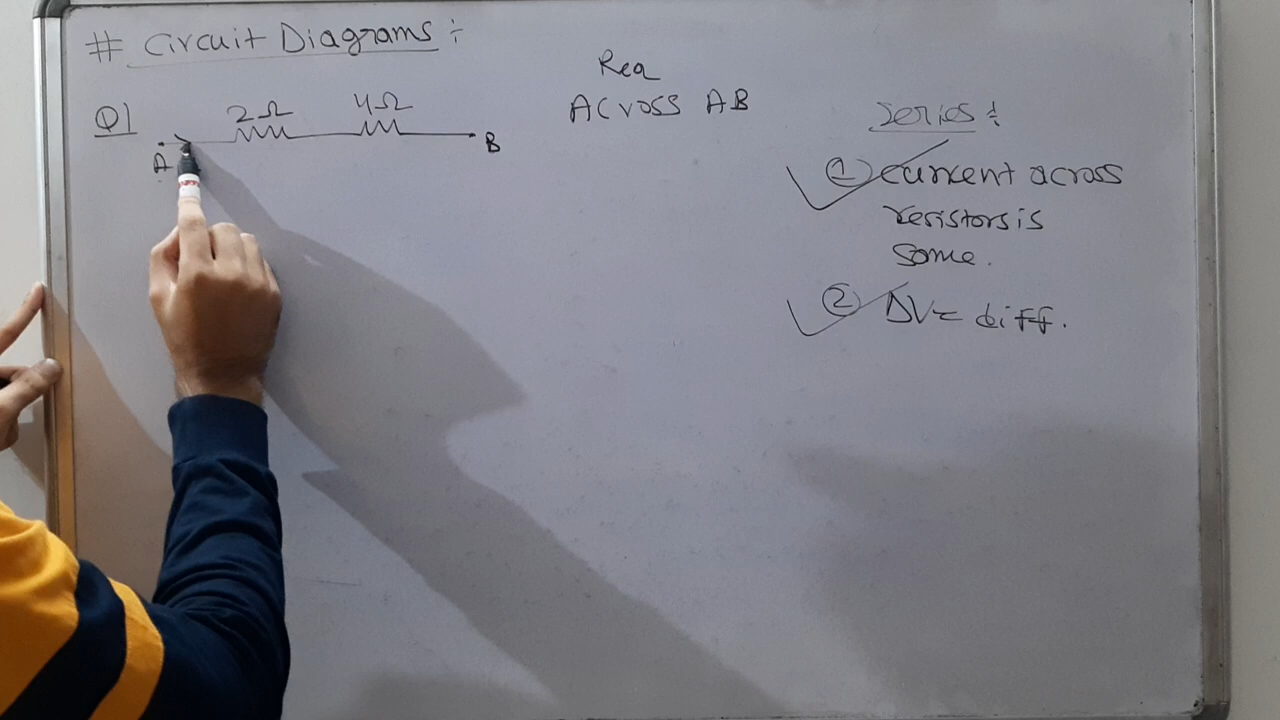 # Circuit Diagrams :
Q1
2Ω 4Ω
A B
Req
Across AB
Series :
① current across
resistors is
same.
② ΔV = diff.